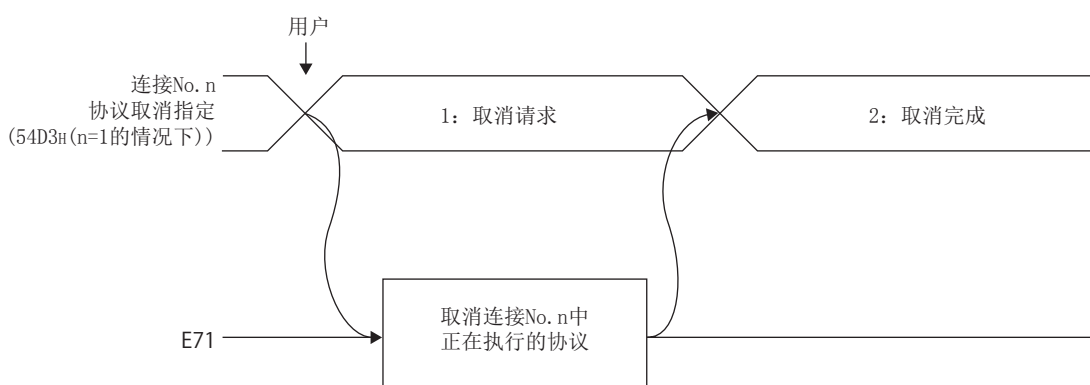 用户
连接No.n
协议取消指定
(54D3H(n=1的情况下))
1: 取消请求
2: 取消完成
E71
取消连接No.n中
正在执行的协议